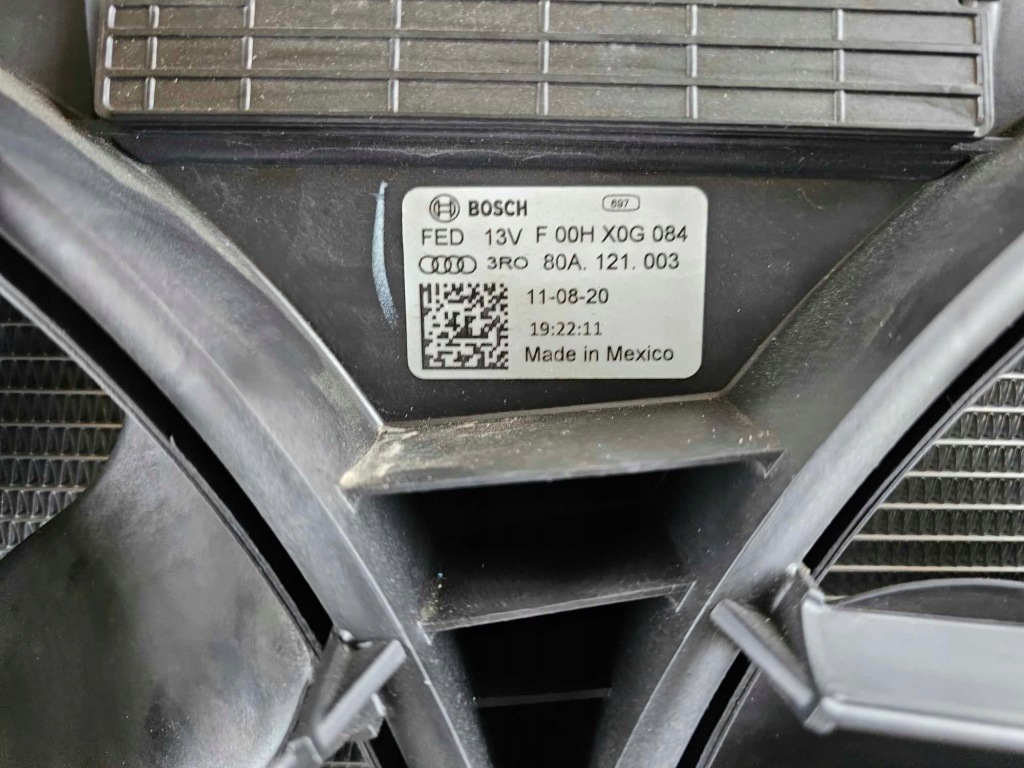 BOSCH 697
FED 13V F 00H X0G 084
3RO 80A. 121. 003
11-08-20
19:22:11
Made in Mexico